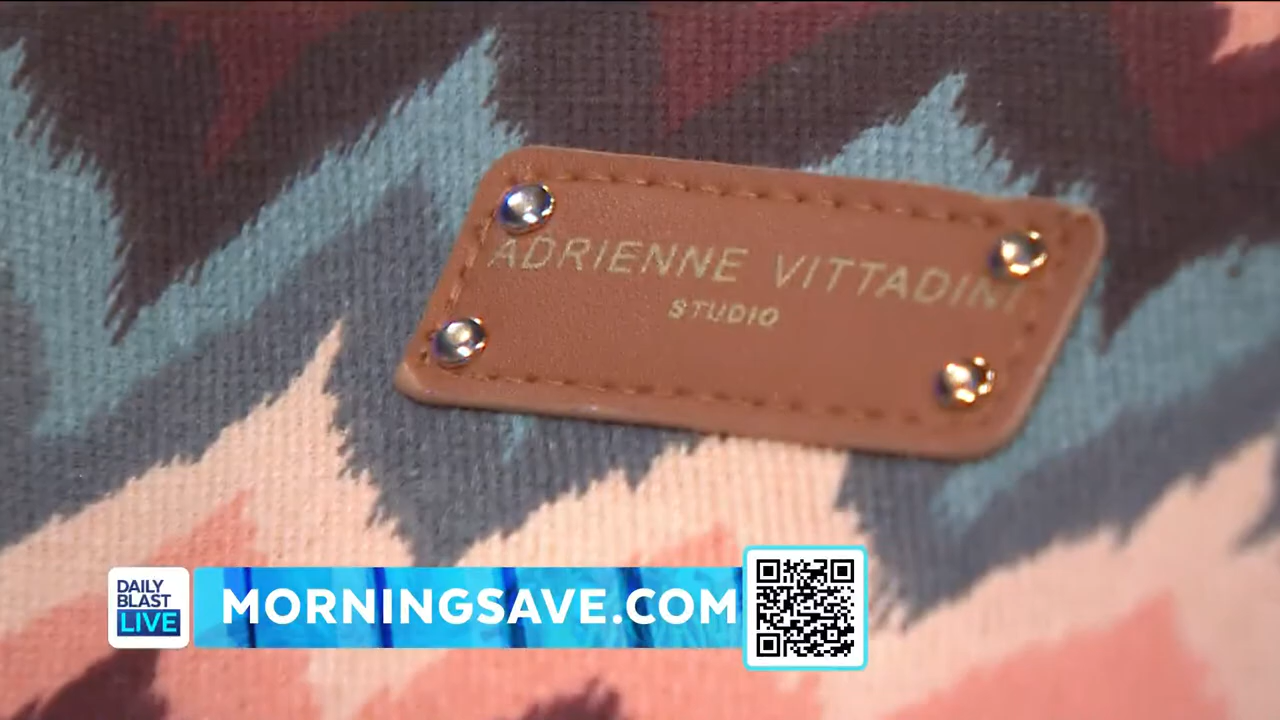 ADRIENNE VITTADINI
STUDIO
DAILY
BLAST
LIVE
MORNINGSAVE.COM